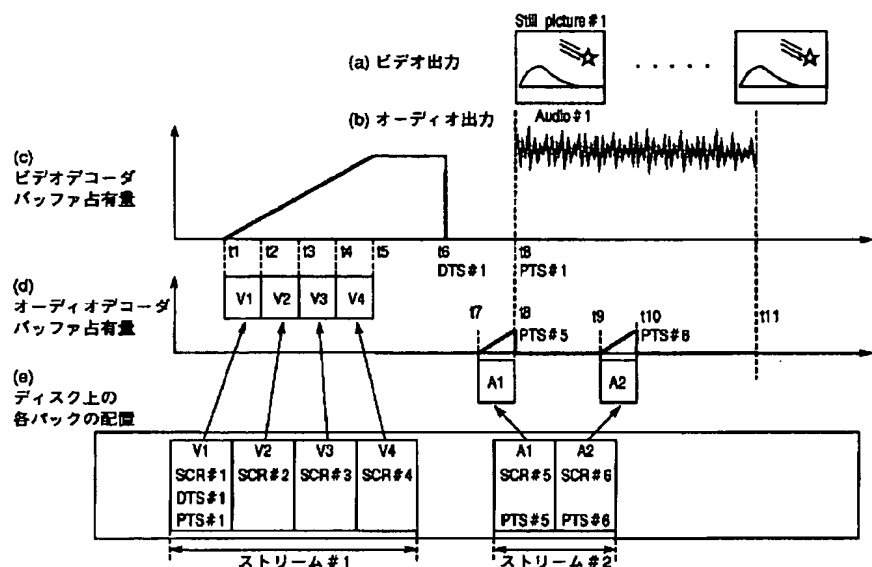 Still picture#1
(a) ビデオ出力
(b) オーディオ出力
Audio#1
(c)
ビデオデコーダ
バッファ占有量
t1 t2 t3 t4 t5 t6 t8
DTS#1 PTS#1
V1 V2 V3 V4
(d)
オーディオデコーダ
バッファ占有量
t7 t8 t9 t10 t11
PTS#5 PTS#6
A1 A2
(e)
ディスク上の
各パックの配置
V1 V2 V3 V4 A1 A2
SCR#1 SCR#2 SCR#3 SCR#4 SCR#5 SCR#6
DTS#1
PTS#1 PTS#5 PTS#6
ストリーム#1 ストリーム#2